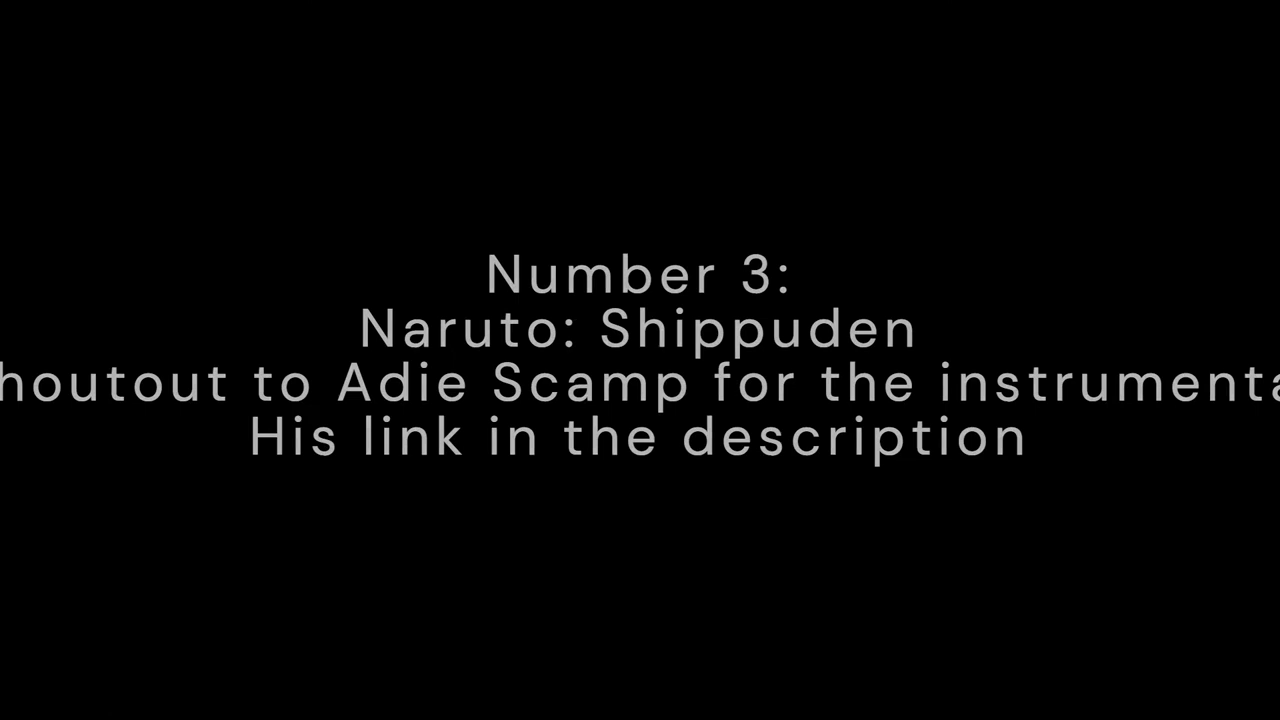 Number 3:
Naruto: Shippuden
houtout to Adie Scamp for the instrumenta
His link in the description